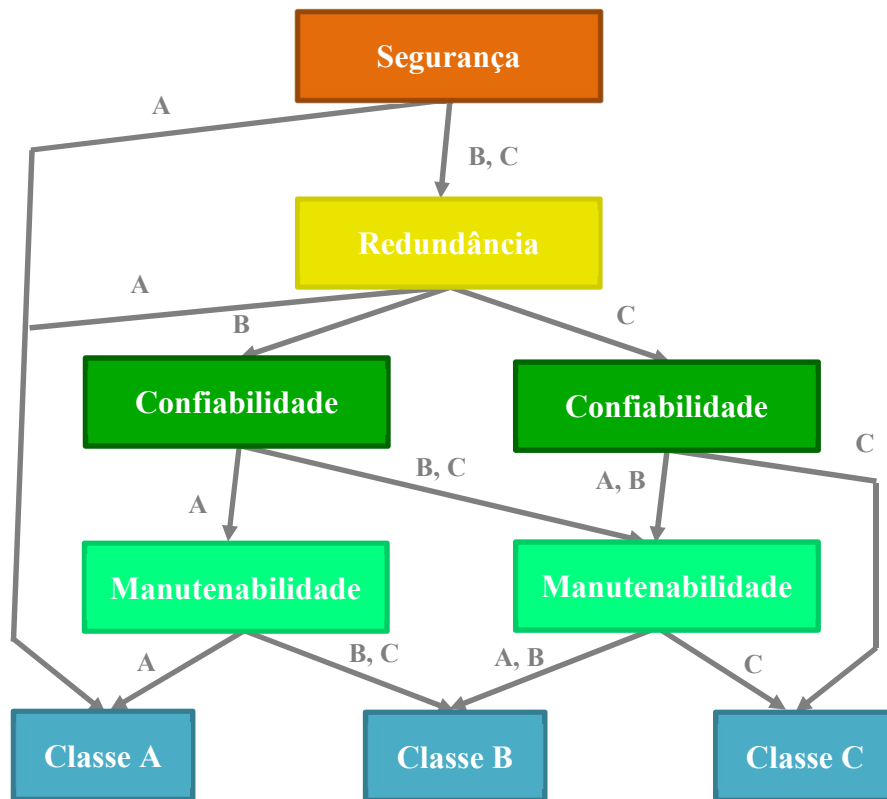 Segurança
A
B, C
Redundância
A
B
C
Confiabilidade
Confiabilidade
C
B, C
A, B
A
Manutenabilidade
Manutenabilidade
A
B, C
A, B
C
Classe A
Classe B
Classe C